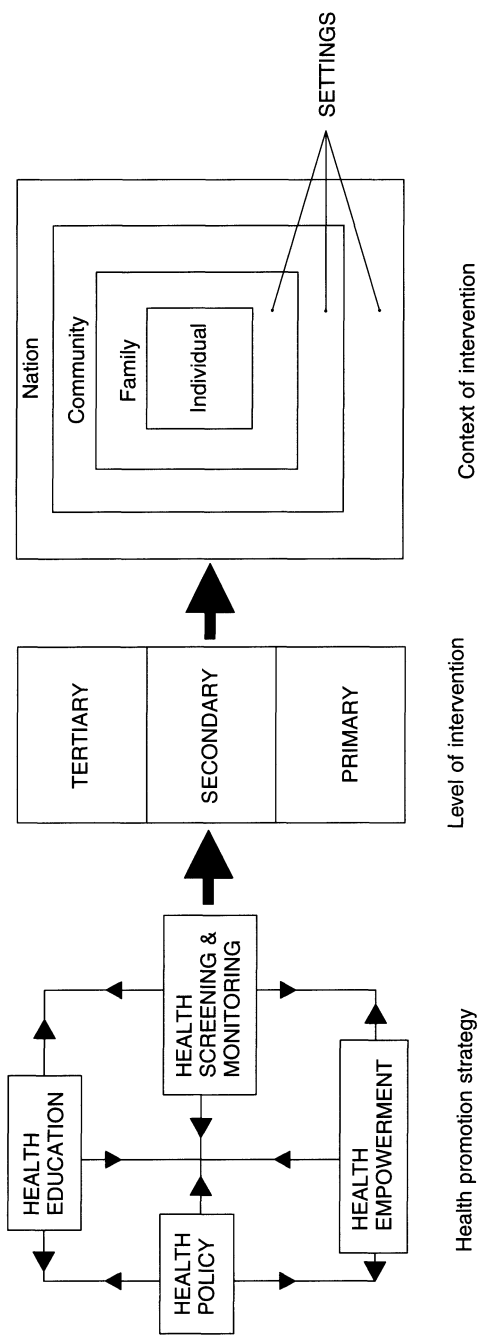 HEALTH
EDUCATION
HEALTH
POLICY
HEALTH
SCREENING &
MONITORING
HEALTH
EMPOWERMENT
Health promotion strategy
TERTIARY
SECONDARY
PRIMARY
Level of intervention
Nation
Community
Family
Individual
SETTINGS
Context of intervention